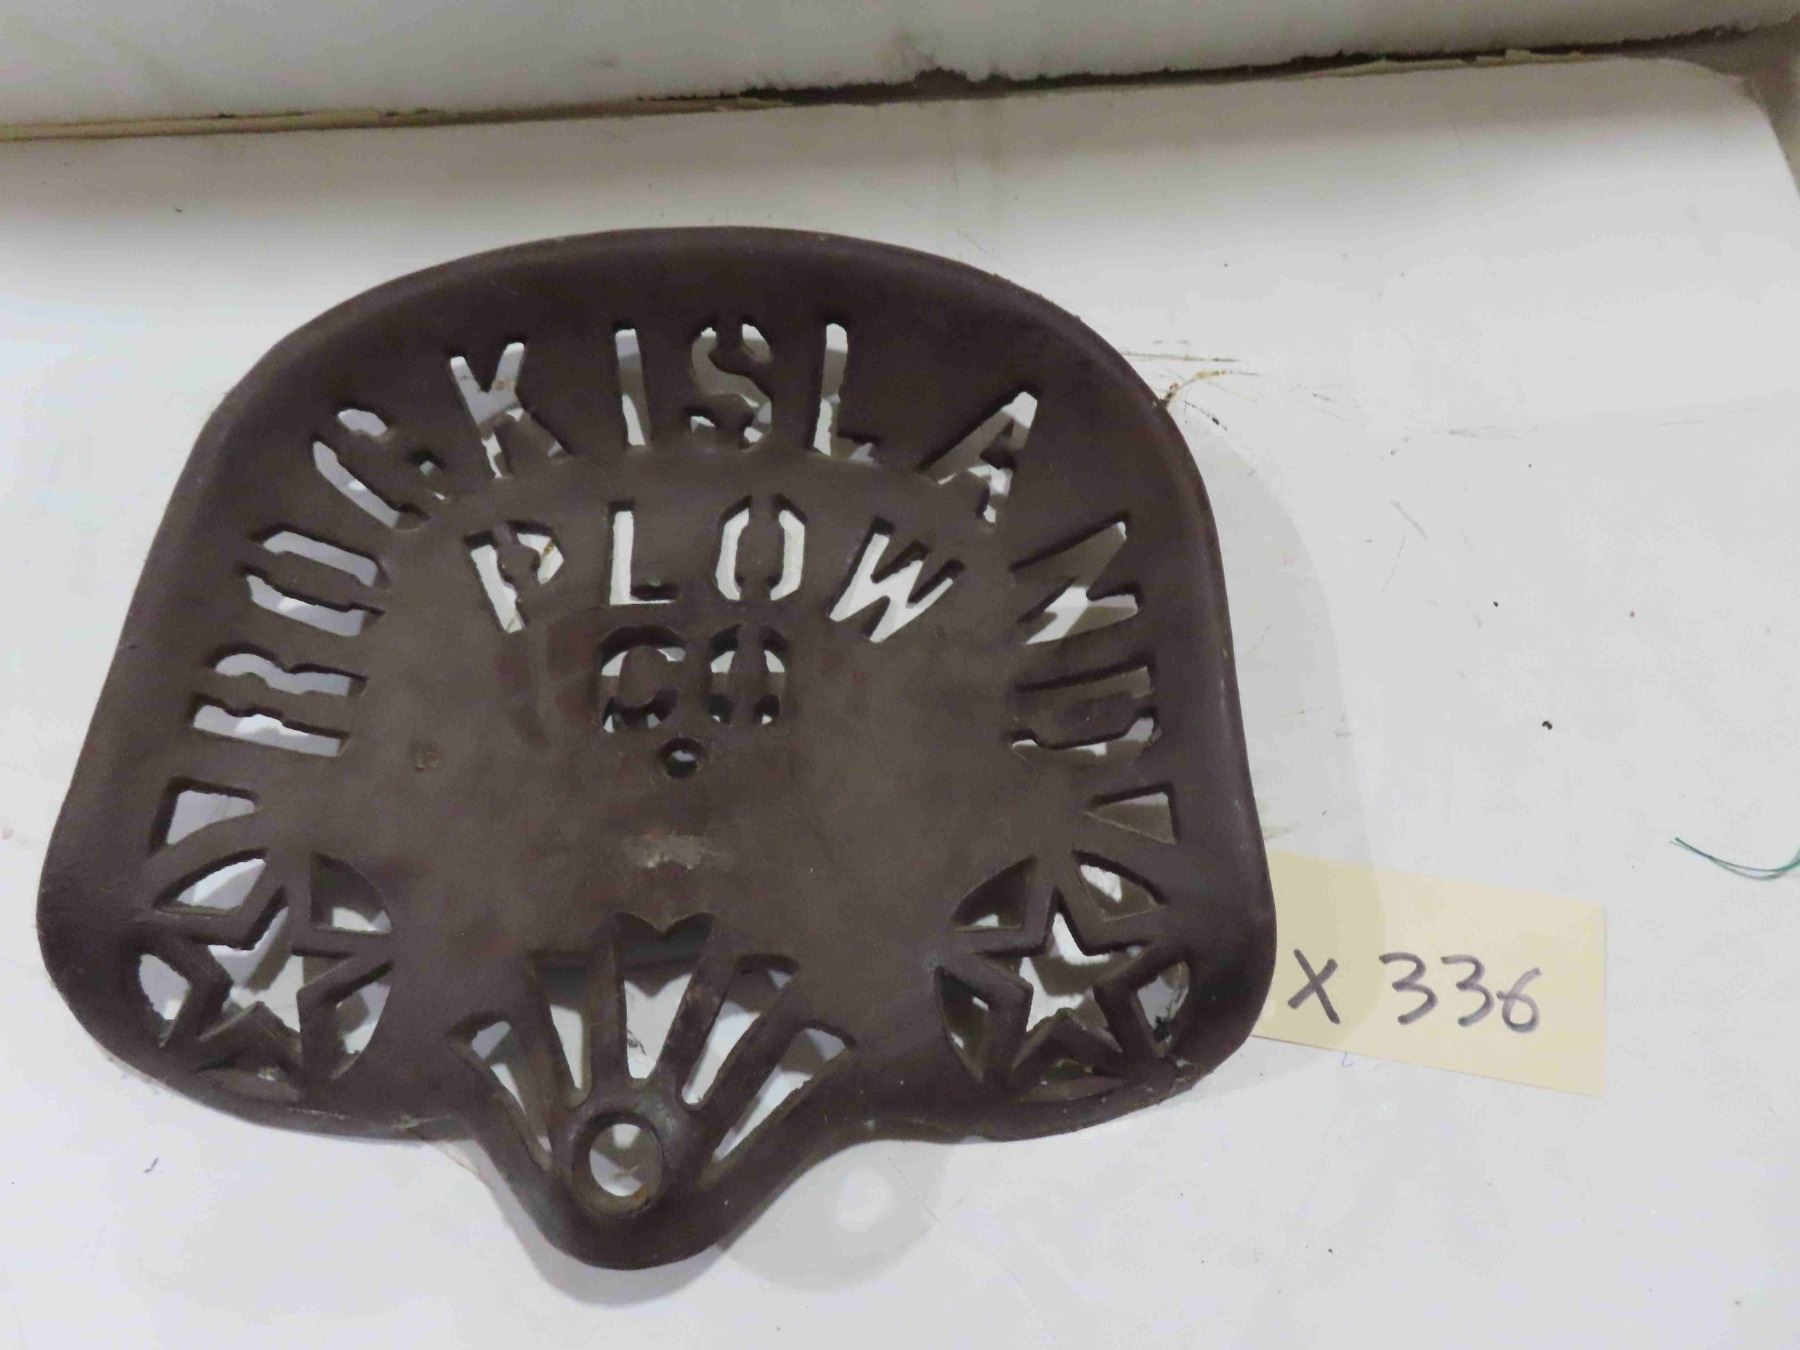 ROCK ISLAND
PLOW
CO
X 336